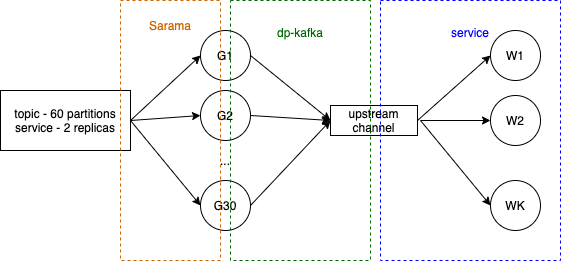 Sarama
dp-kafka
service
topic - 60 partitions
service - 2 replicas
G1
G2
...
G30
upstream
channel
W1
W2
WK